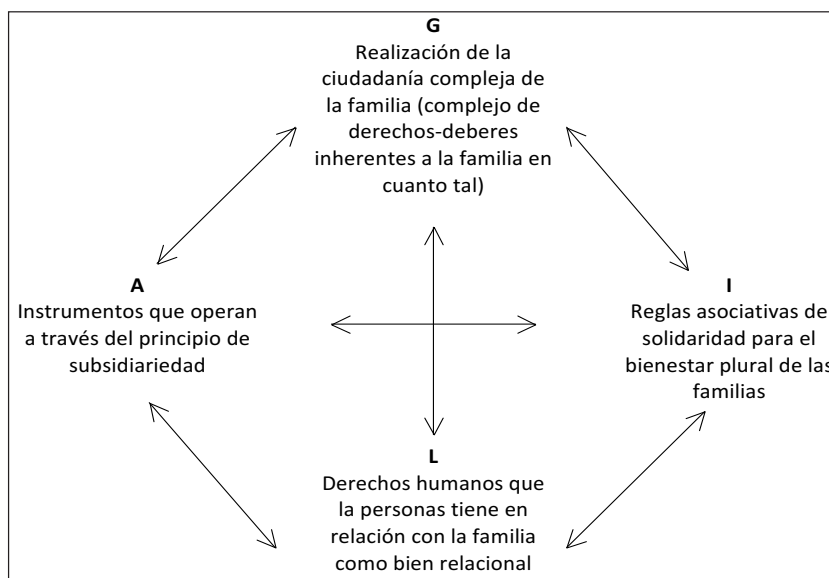 G
Realización de la
ciudadanía compleja de
la familia (complejo de
derechos-deberes
inherentes a la familia en
cuanto tal)
A
Instrumentos que operan
a través del principio de
subsidiariedad
I
Reglas asociativas de
solidaridad para el
bienestar plural de las
familias
L
Derechos humanos que
la personas tiene en
relación con la familia
como bien relacional